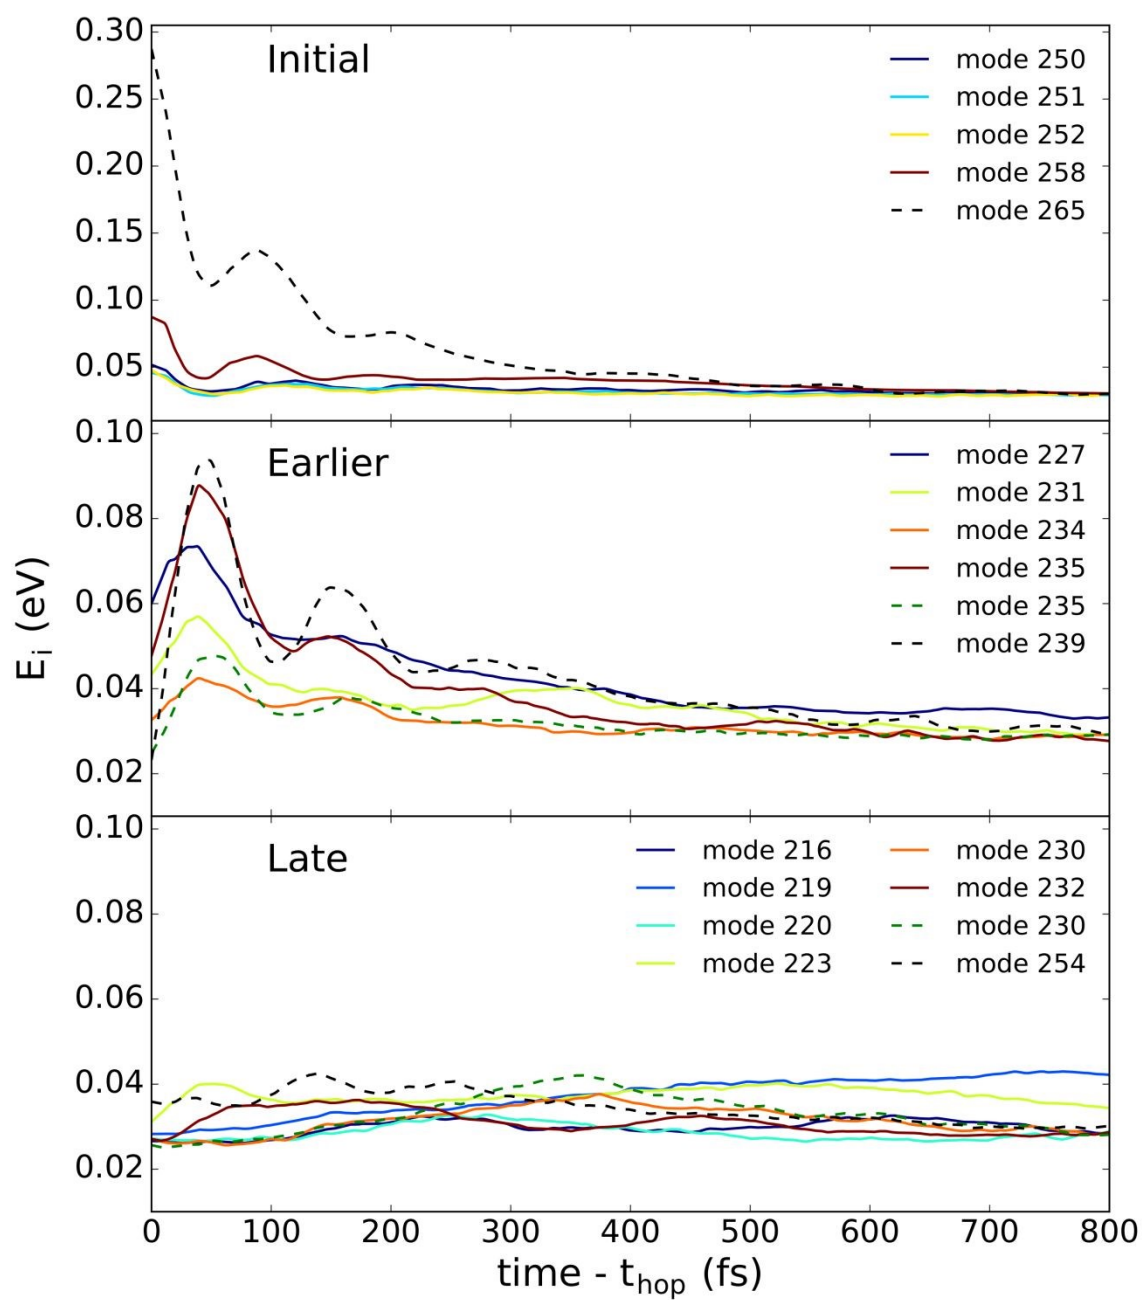 Initial
0.30
0.25
0.20
0.15
0.10
0.05
mode 250
mode 251
mode 252
mode 258
mode 265
Earlier
0.10
0.08
0.06
0.04
0.02
mode 227
mode 231
mode 234
mode 235
mode 235
mode 239
E_i (eV)
Late
0.10
0.08
0.06
0.04
0.02
mode 216
mode 219
mode 220
mode 223
mode 230
mode 232
mode 230
mode 254
0 100 200 300 400 500 600 700 800
time - t_hop (fs)